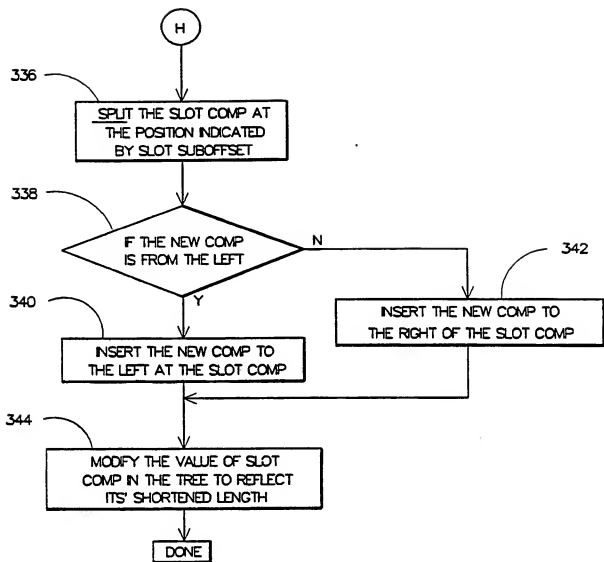 H
336
SPLIT THE SLOT COMP AT
THE POSITION INDICATED
BY SLOT SUBOFFSET
338
IF THE NEW COMP
IS FROM THE LEFT
N
Y
342
INSERT THE NEW COMP TO
THE RIGHT OF THE SLOT COMP
340
INSERT THE NEW COMP TO
THE LEFT AT THE SLOT COMP
344
MODIFY THE VALUE OF SLOT
COMP IN THE TREE TO REFLECT
ITS' SHORTENED LENGTH
DONE